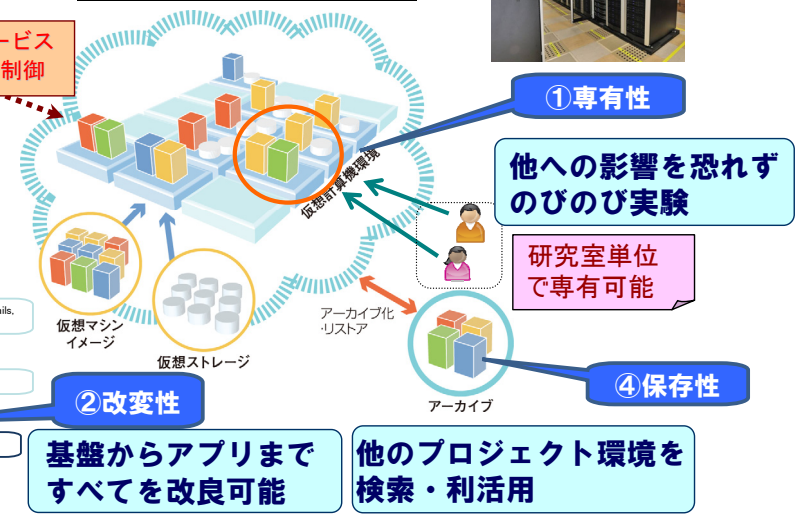 ービス
制御
①専有性
他への影響を恐れず
のびのび実験
仮想計算機環境
研究室単位
で専有可能
ils,
仮想マシン
イメージ
仮想ストレージ
アーカイブ化
・リストア
アーカイブ
④保存性
②改変性
基盤からアプリまで
すべてを改良可能
他のプロジェクト環境を
検索・利活用